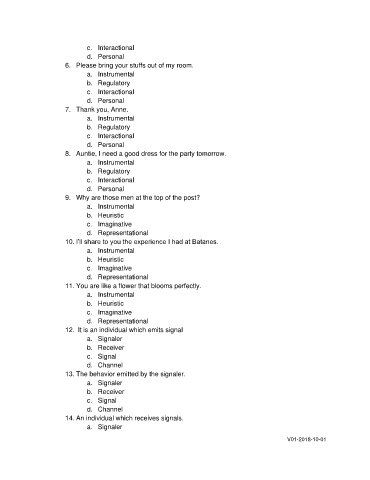 c. Interactional
d. Personal
6. Please bring your stuffs out of my room.
a. Instrumental
b. Regulatory
c. Interactional
d. Personal
7. Thank you, Anne.
a. Instrumental
b. Regulatory
c. Interactional
d. Personal
8. Auntie, I need a good dress for the party tomorrow.
a. Instrumental
b. Regulatory
c. Interactional
d. Personal
9. Why are those men at the top of the post?
a. Instrumental
b. Heuristic
c. Imaginative
d. Representational
10. I'll share to you the experience I had at Batanes.
a. Instrumental
b. Heuristic
c. Imaginative
d. Representational
11. You are like a flower that blooms perfectly.
a. Instrumental
b. Heuristic
c. Imaginative
d. Representational
12. It is an individual which emits signal
a. Signaler
b. Receiver
c. Signal
d. Channel
13. The behavior emitted by the signaler.
a. Signaler
b. Receiver
c. Signal
d. Channel
14. An individual which receives signals.
a. Signaler
V01-2018-10-01